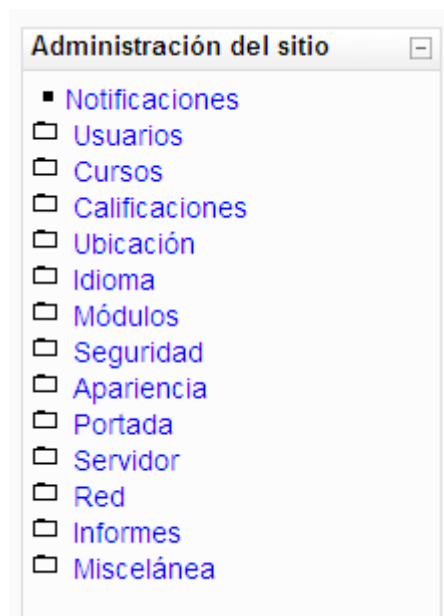 Administración del sitio
Notificaciones
Usuarios
Cursos
Calificaciones
Ubicación
Idioma
Módulos
Seguridad
Apariencia
Portada
Servidor
Red
Informes
Miscelánea